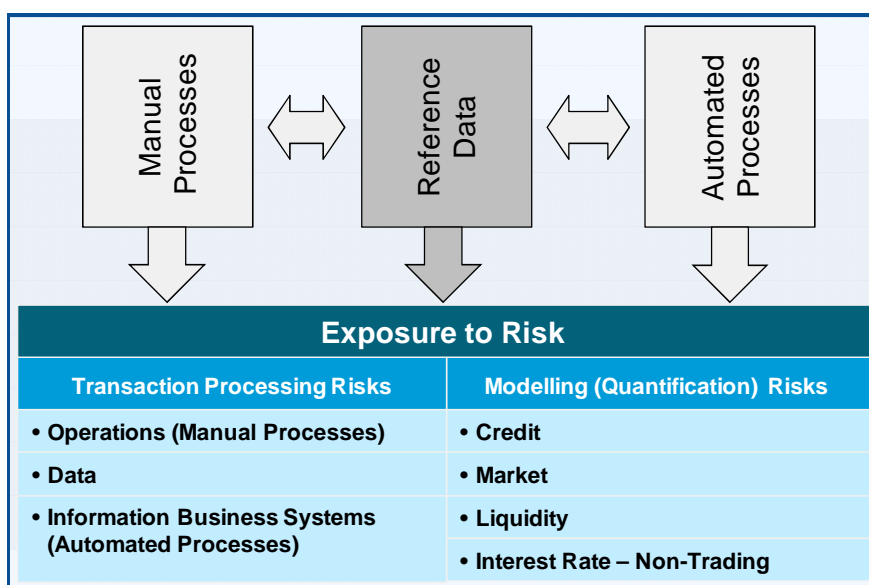 Manual
Processes
Reference
Data
Automated
Processes
Exposure to Risk
Transaction Processing Risks
Modelling (Quantification) Risks
• Operations (Manual Processes)
• Credit
• Data
• Market
• Information Business Systems
(Automated Processes)
• Liquidity
• Interest Rate – Non-Trading